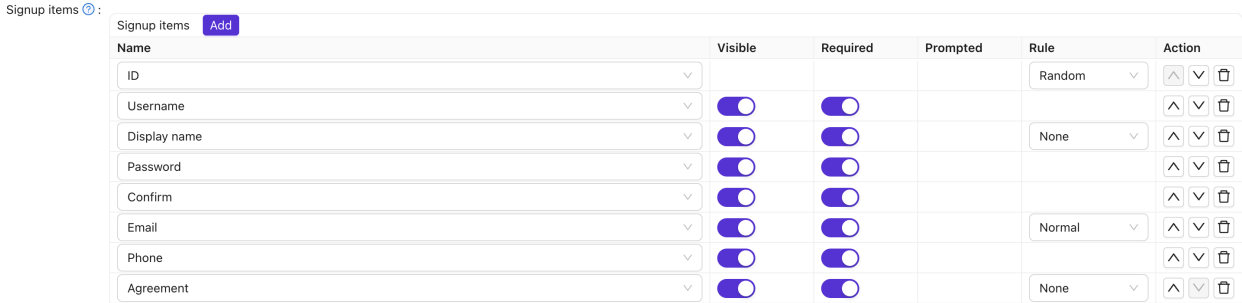 Signup items ? :
Signup items Add
Name Visible Required Prompted Rule Action
ID Random
Username
Display name None
Password
Confirm
Email Normal
Phone
Agreement None